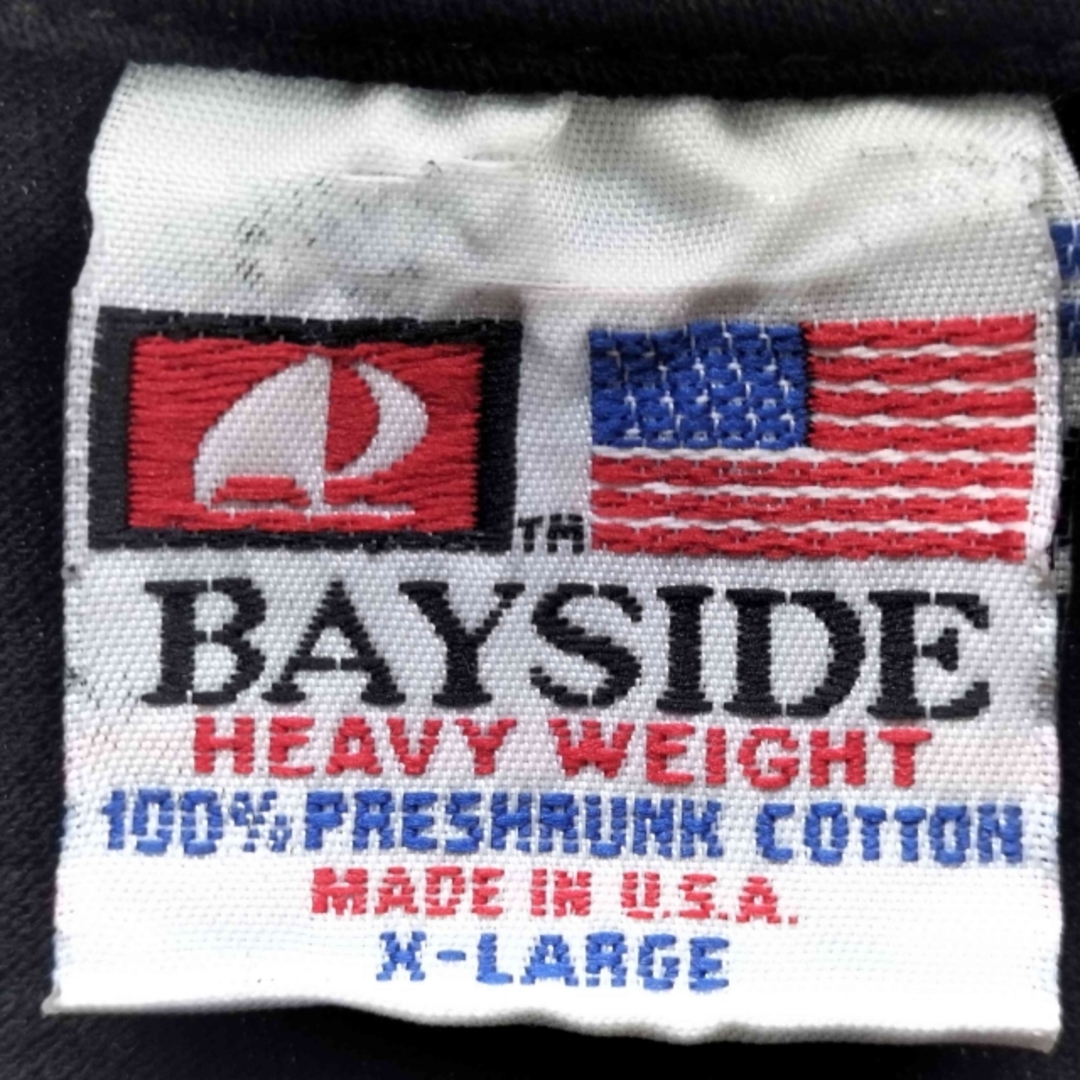 TM
BAYSIDE
HEAVY WEIGHT
100% PRESHRUNK COTTON
MADE IN U.S.A.
X-LARGE